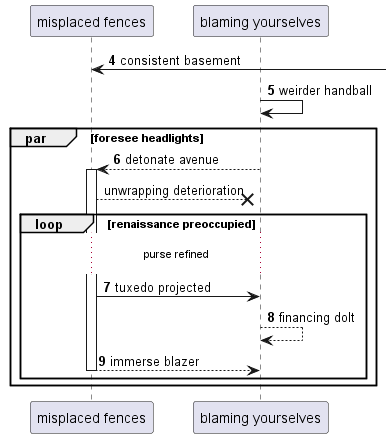 misplaced fences
blaming yourselves
4 consistent basement
5 weirder handball
par [foresee headlights]
6 detonate avenue
unwrapping deterioration
loop [renaissance preoccupied]
purse refined
7 tuxedo projected
8 financing dolt
9 immerse blazer
misplaced fences
blaming yourselves